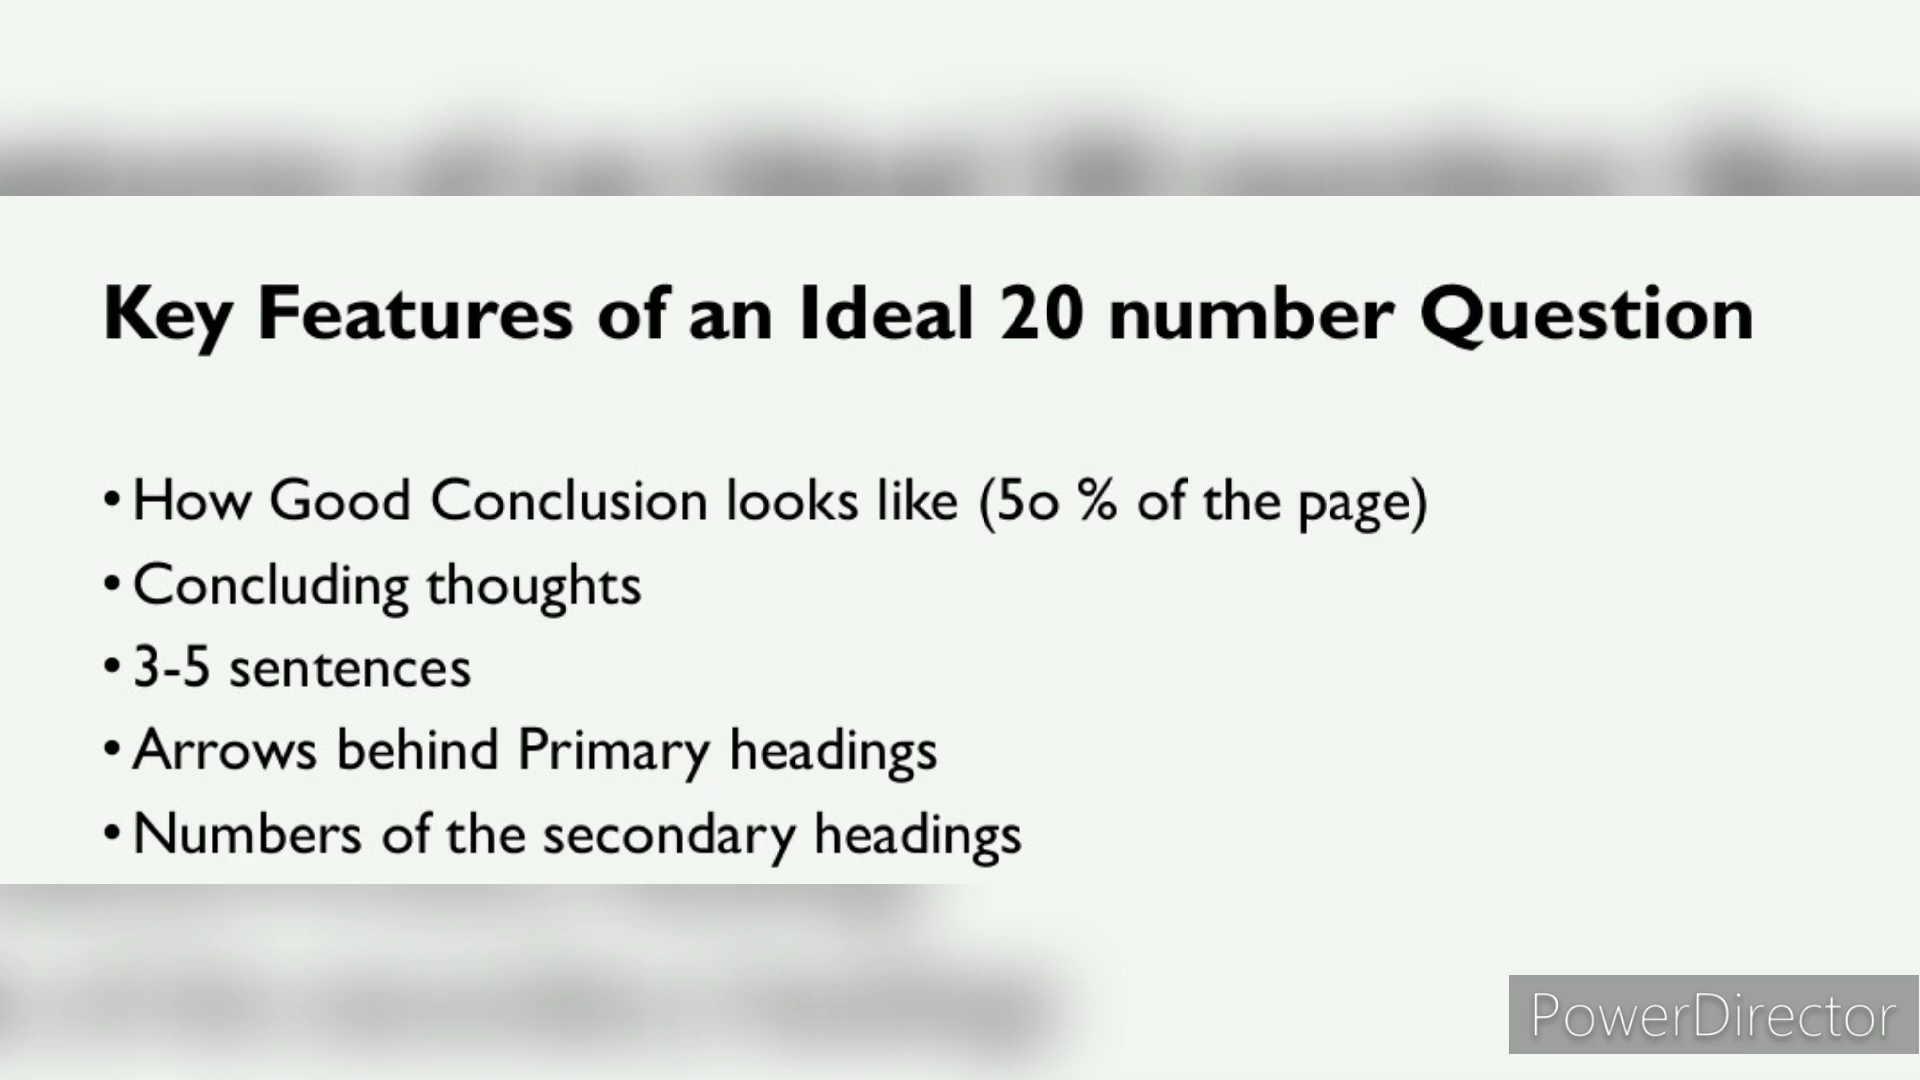 Key Features of an Ideal 20 number Question
• How Good Conclusion looks like (5o % of the page)
• Concluding thoughts
• 3-5 sentences
• Arrows behind Primary headings
• Numbers of the secondary headings
PowerDirector